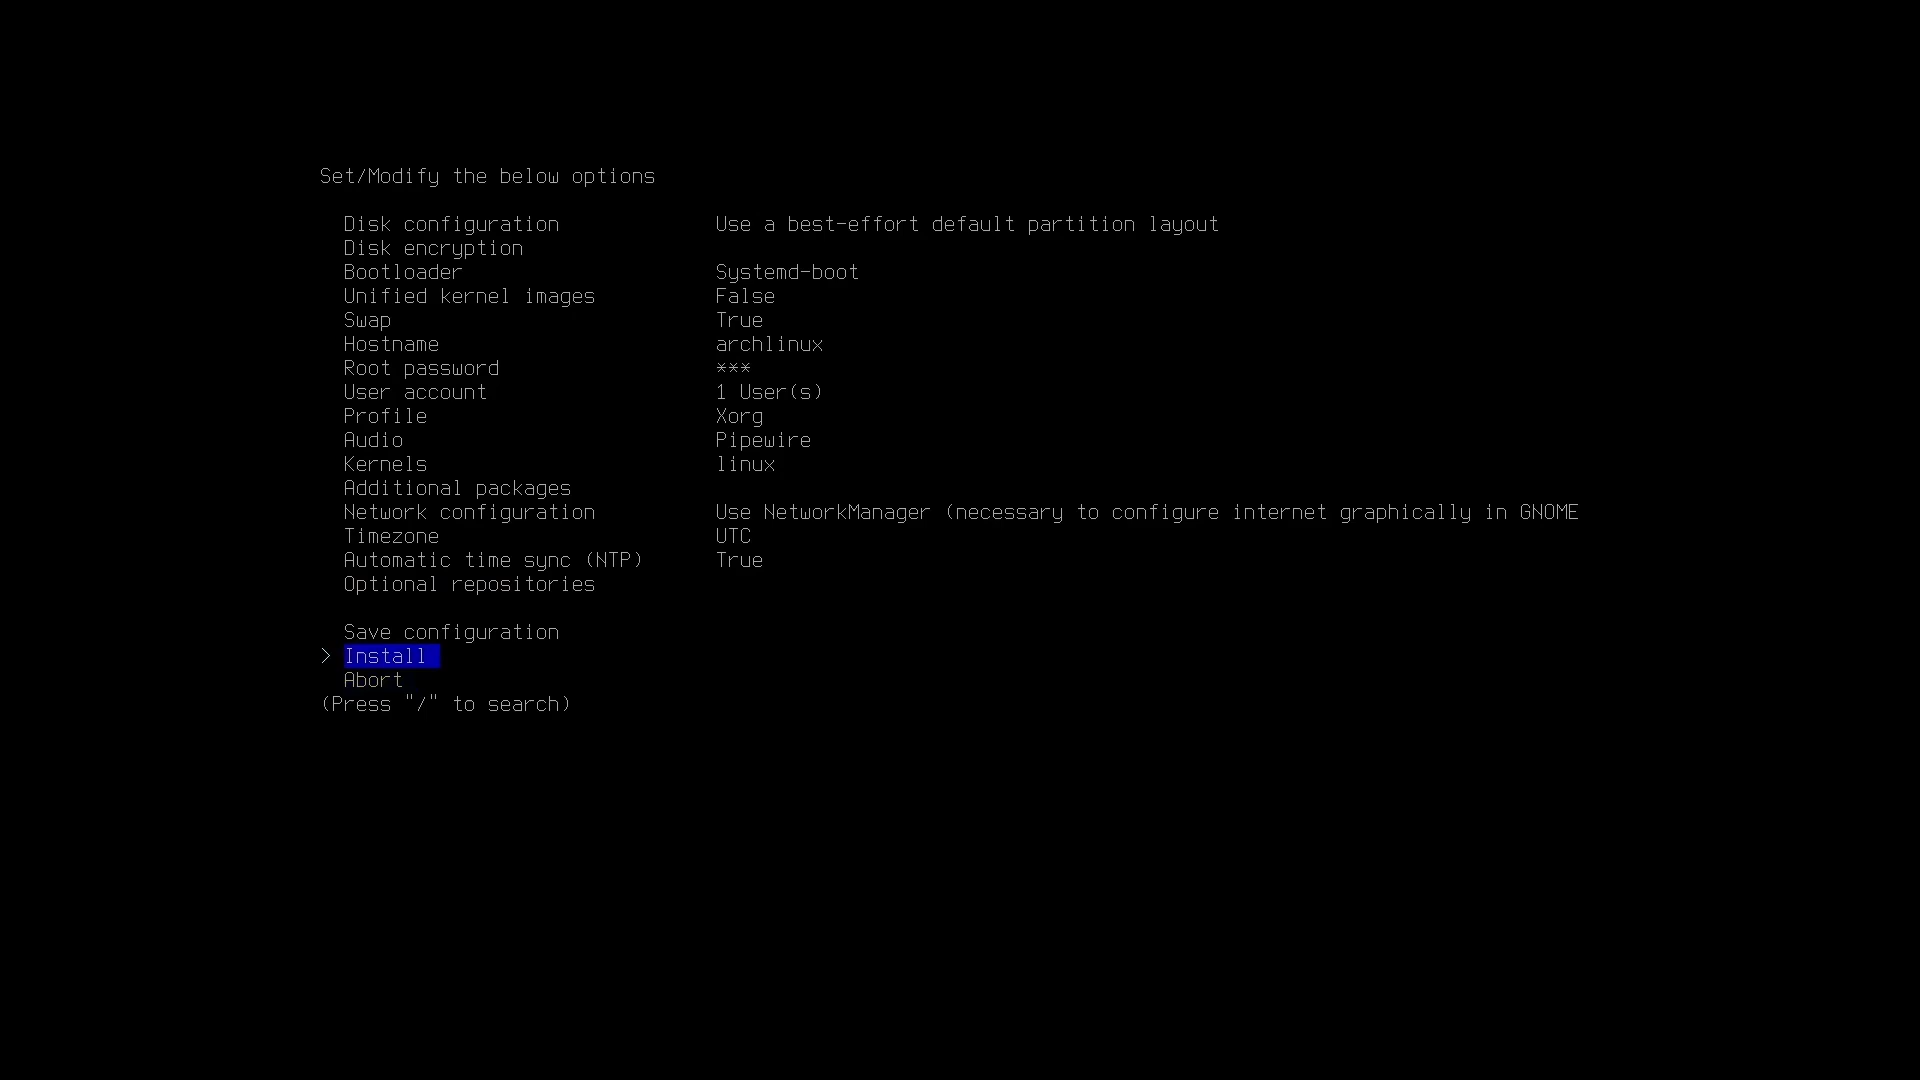 Set/Modify the below options
Disk configuration Use a best-effort default partition layout
Disk encryption
Bootloader Systemd-boot
Unified kernel images False
Swap True
Hostname archlinux
Root password ***
User account 1 User(s)
Profile Xorg
Audio Pipewire
Kernels linux
Additional packages
Network configuration Use NetworkManager (necessary to configure internet graphically in GNOME
Timezone UTC
Automatic time sync (NTP) True
Optional repositories
Save configuration
> Install
Abort
(Press "/" to search)